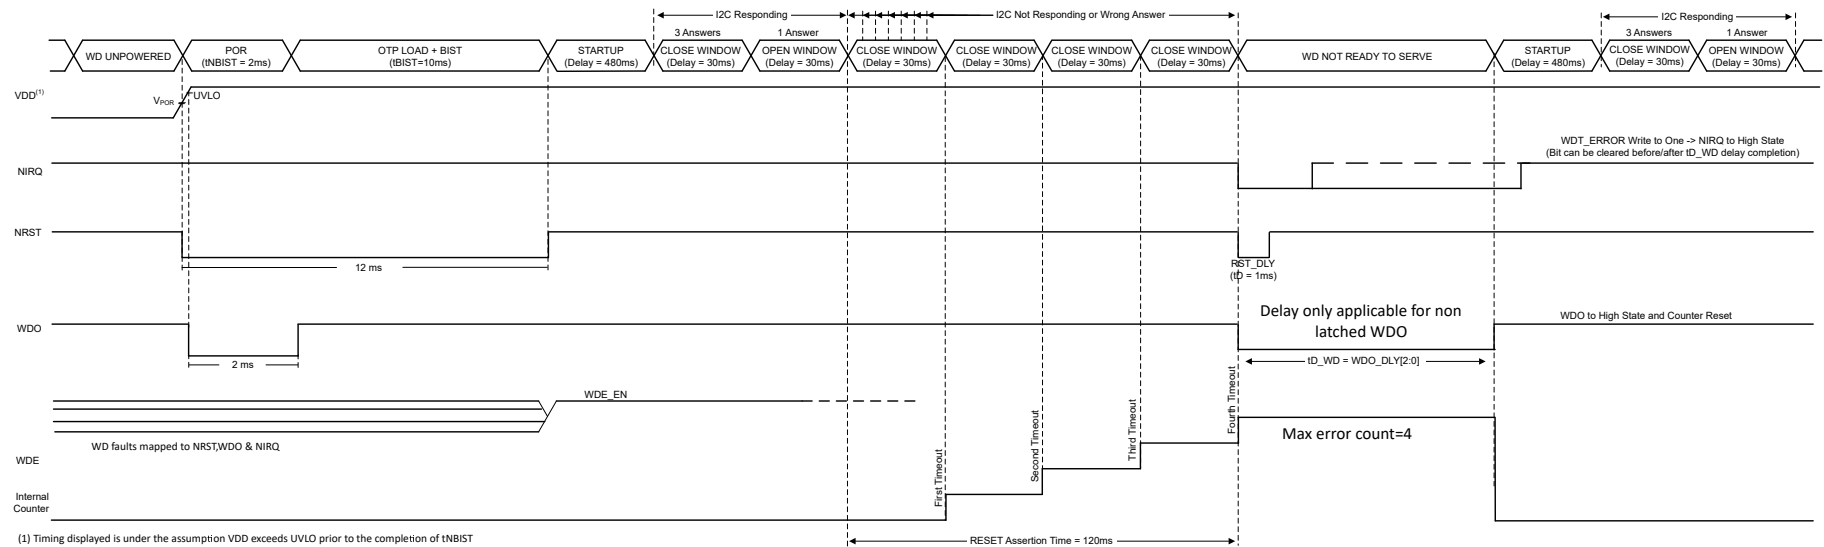 I2C Responding
I2C Not Responding or Wrong Answer
I2C Responding
3 Answers
1 Answer
3 Answers
1 Answer
WD UNPOWERED
POR
(tNBIST = 2ms)
OTP LOAD + BIST
(tBIST=10ms)
STARTUP
(Delay = 480ms)
CLOSE WINDOW
(Delay = 30ms)
OPEN WINDOW
(Delay = 30ms)
CLOSE WINDOW
(Delay = 30ms)
CLOSE WINDOW
(Delay = 30ms)
CLOSE WINDOW
(Delay = 30ms)
CLOSE WINDOW
(Delay = 30ms)
WD NOT READY TO SERVE
STARTUP
(Delay = 480ms)
CLOSE WINDOW
(Delay = 30ms)
OPEN WINDOW
(Delay = 30ms)
VDD(1)
VPOR
UVLO
WDT_ERROR Write to One -> NIRQ to High State
(Bit can be cleared before/after tD_WD delay completion)
NIRQ
NRST
12 ms
RST_DLY
(tD = 1ms)
WDO
2 ms
Delay only applicable for non
latched WDO
WDO to High State and Counter Reset
tD_WD = WDO_DLY[2:0]
WDE_EN
WD faults mapped to NRST,WDO & NIRQ
WDE
First Timeout
Second Timeout
Third Timeout
Fourth Timeout
Max error count=4
Internal
Counter
RESET Assertion Time = 120ms
(1) Timing displayed is under the assumption VDD exceeds UVLO prior to the completion of tNBIST